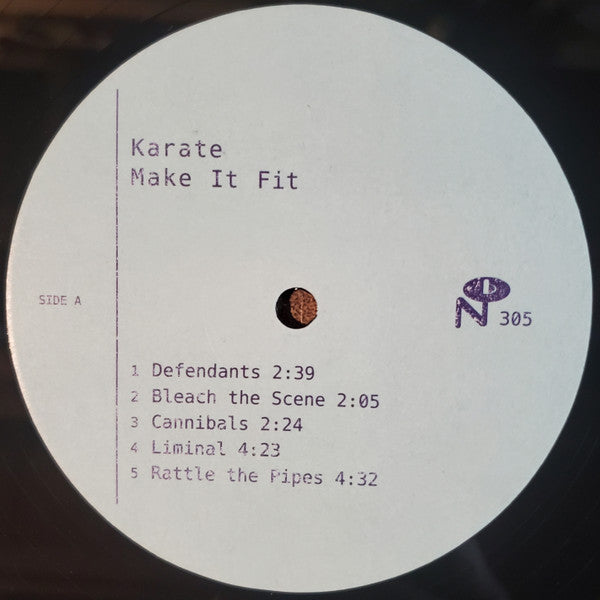 Karate
Make It Fit
SIDE A
N 305
1 Defendants 2:39
2 Bleach the Scene 2:05
3 Cannibals 2:24
4 Liminal 4:23
5 Rattle the Pipes 4:32